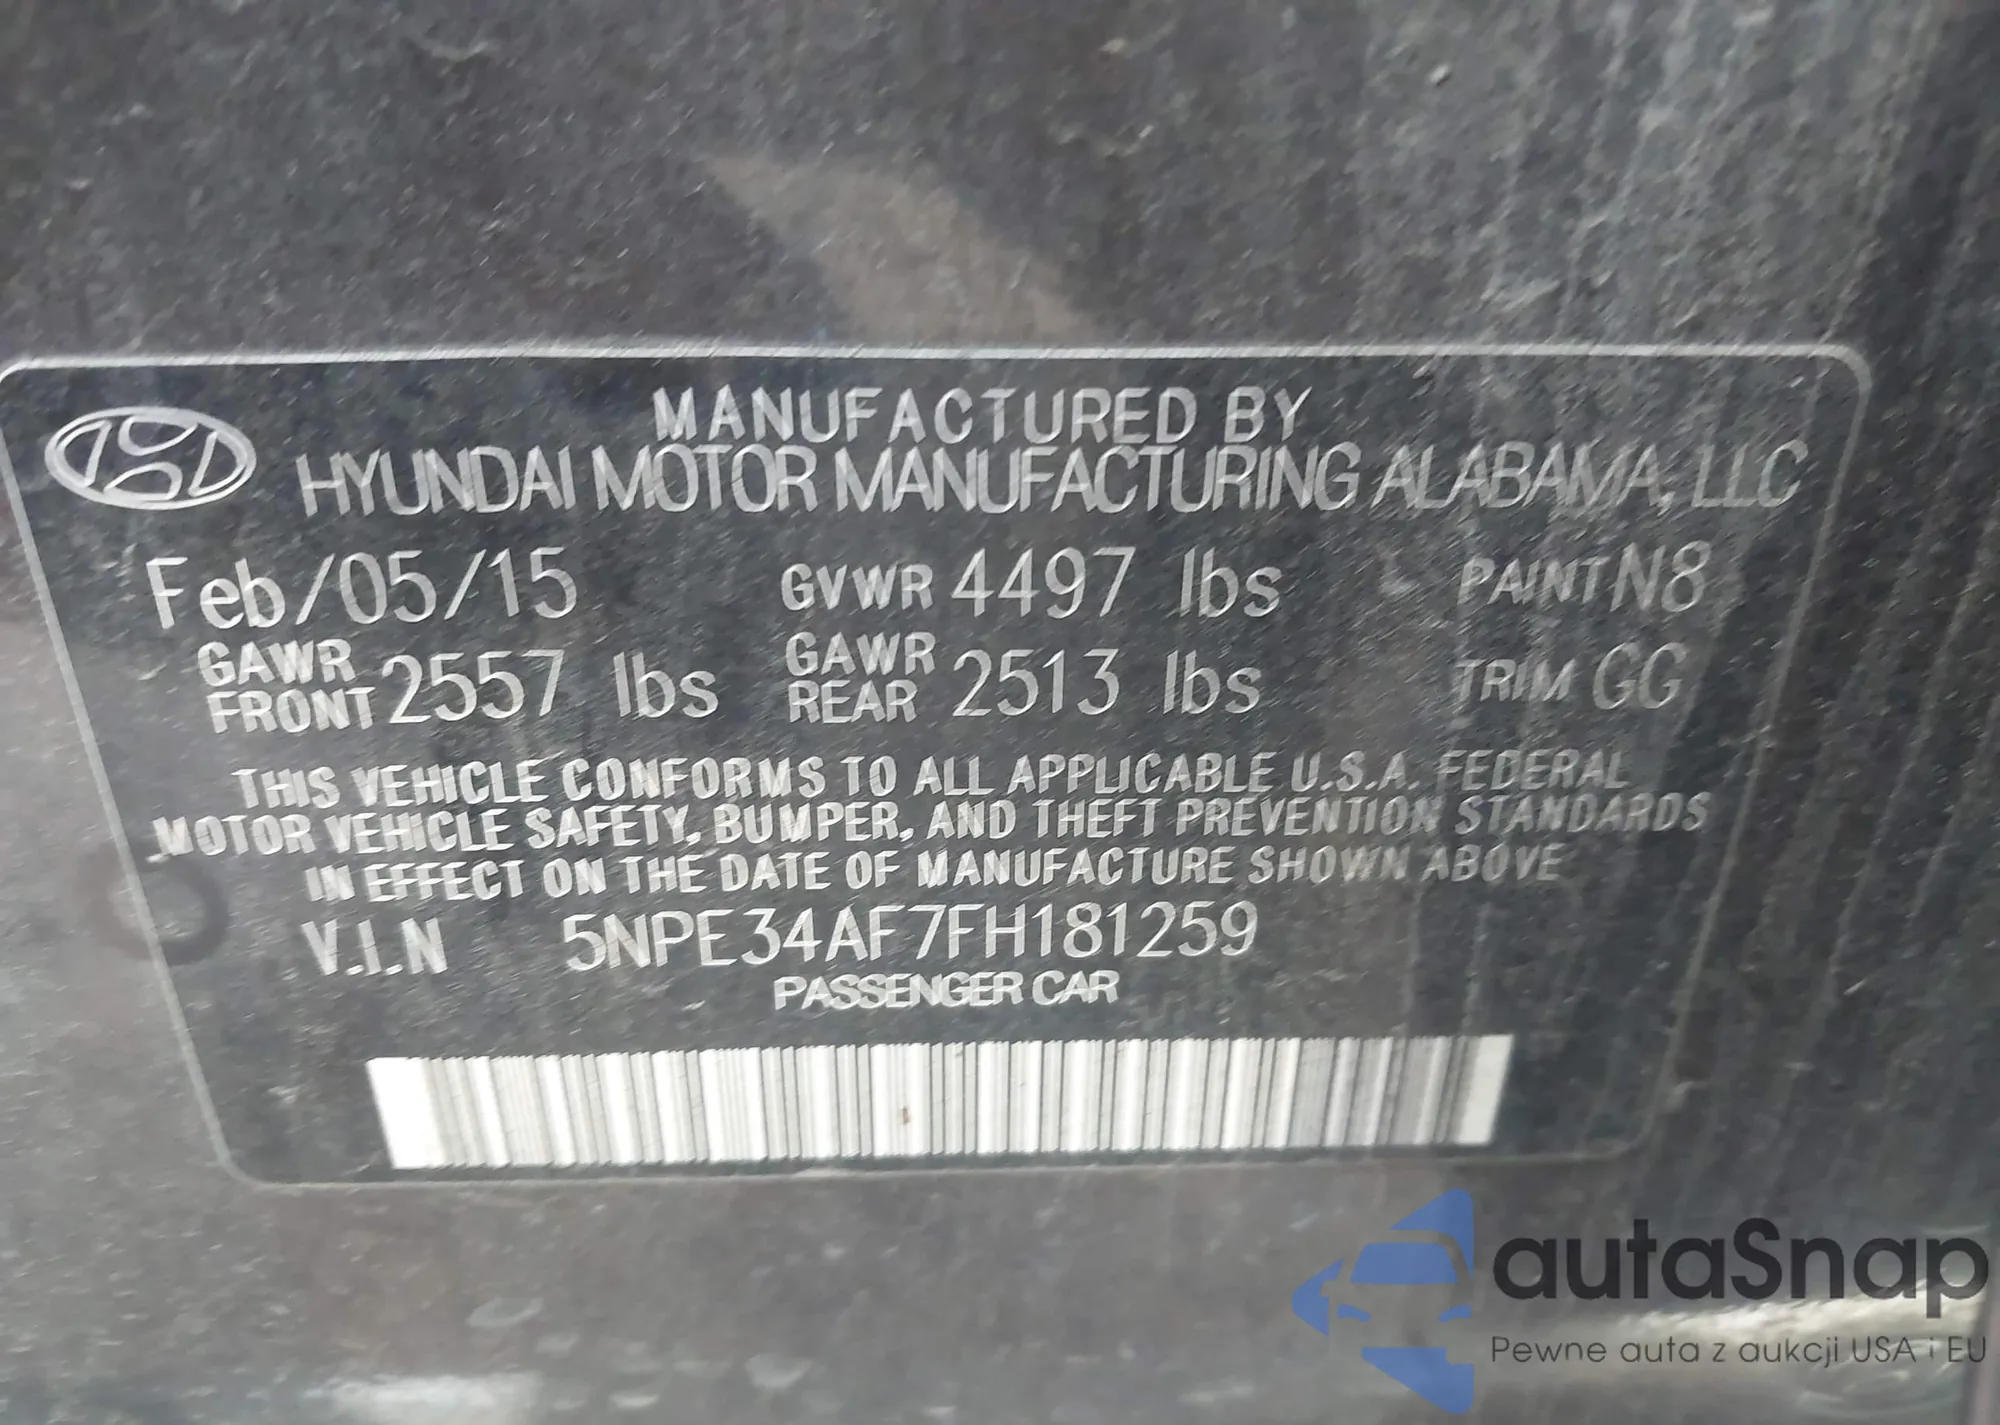 MANUFACTURED BY
HYUNDAI MOTOR MANUFACTURING ALABAMA, LLC
Feb/05/15 GVWR 4497 lbs PAINT N8
GAWR FRONT 2557 lbs GAWR REAR 2513 lbs TRIM GG
THIS VEHICLE CONFORMS TO ALL APPLICABLE U.S.A. FEDERAL
MOTOR VEHICLE SAFETY, BUMPER, AND THEFT PREVENTION STANDARDS
IN EFFECT ON THE DATE OF MANUFACTURE SHOWN ABOVE
V.I.N 5NPE34AF7FH181259
PASSENGER CAR
autaSnap
Pewne auta z aukcji USA i EU